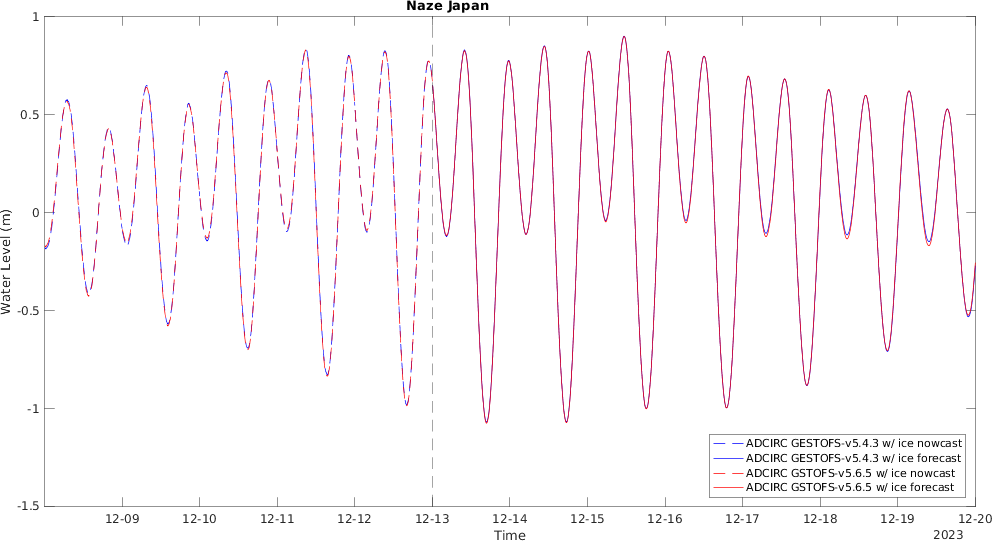 Naze Japan
1
0.5
0
-0.5
-1
-1.5
Water Level (m)
ADCIRC GESTOFS-v5.4.3 w/ ice nowcast
ADCIRC GESTOFS-v5.4.3 w/ ice forecast
ADCIRC GSTOFS-v5.6.5 w/ ice nowcast
ADCIRC GSTOFS-v5.6.5 w/ ice forecast
12-09 12-10 12-11 12-12 12-13 12-14 12-15 12-16 12-17 12-18 12-19 12-20
Time
2023